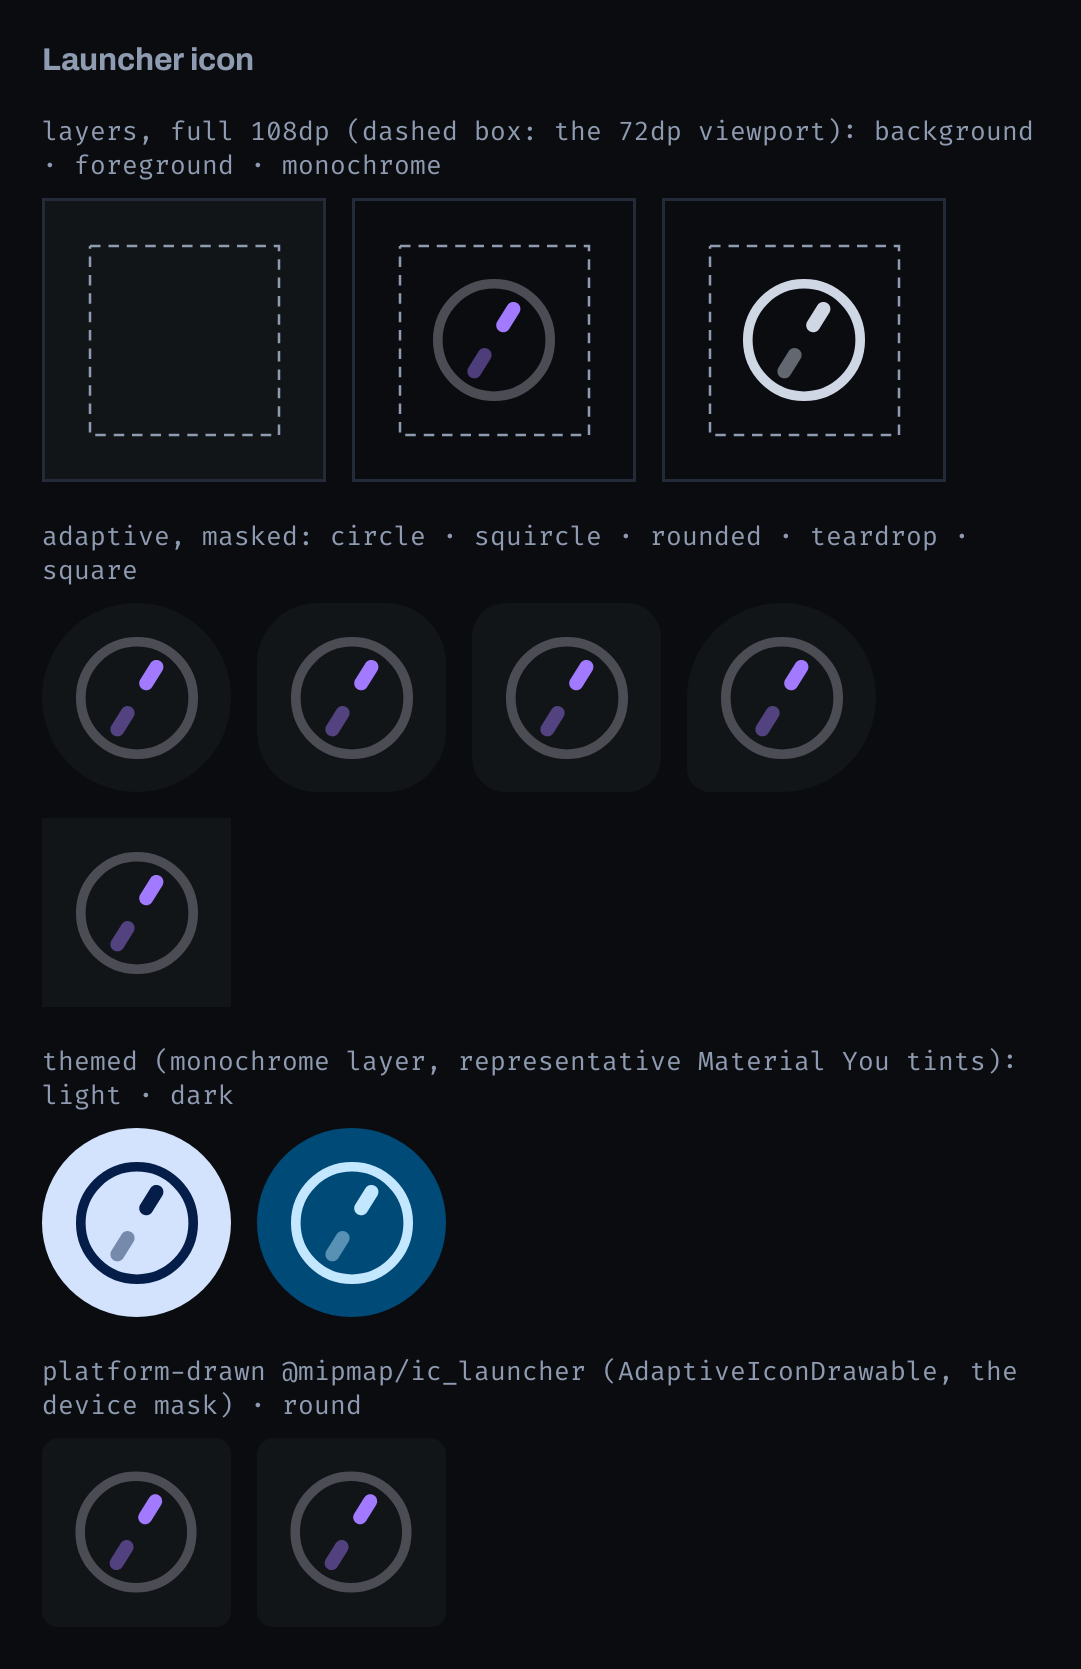 Launcher icon
layers, full 108dp (dashed box: the 72dp viewport): background
· foreground · monochrome
adaptive, masked: circle · squircle · rounded · teardrop ·
square
themed (monochrome layer, representative Material You tints):
light · dark
platform-drawn @mipmap/ic_launcher (AdaptiveIconDrawable, the
device mask) · round